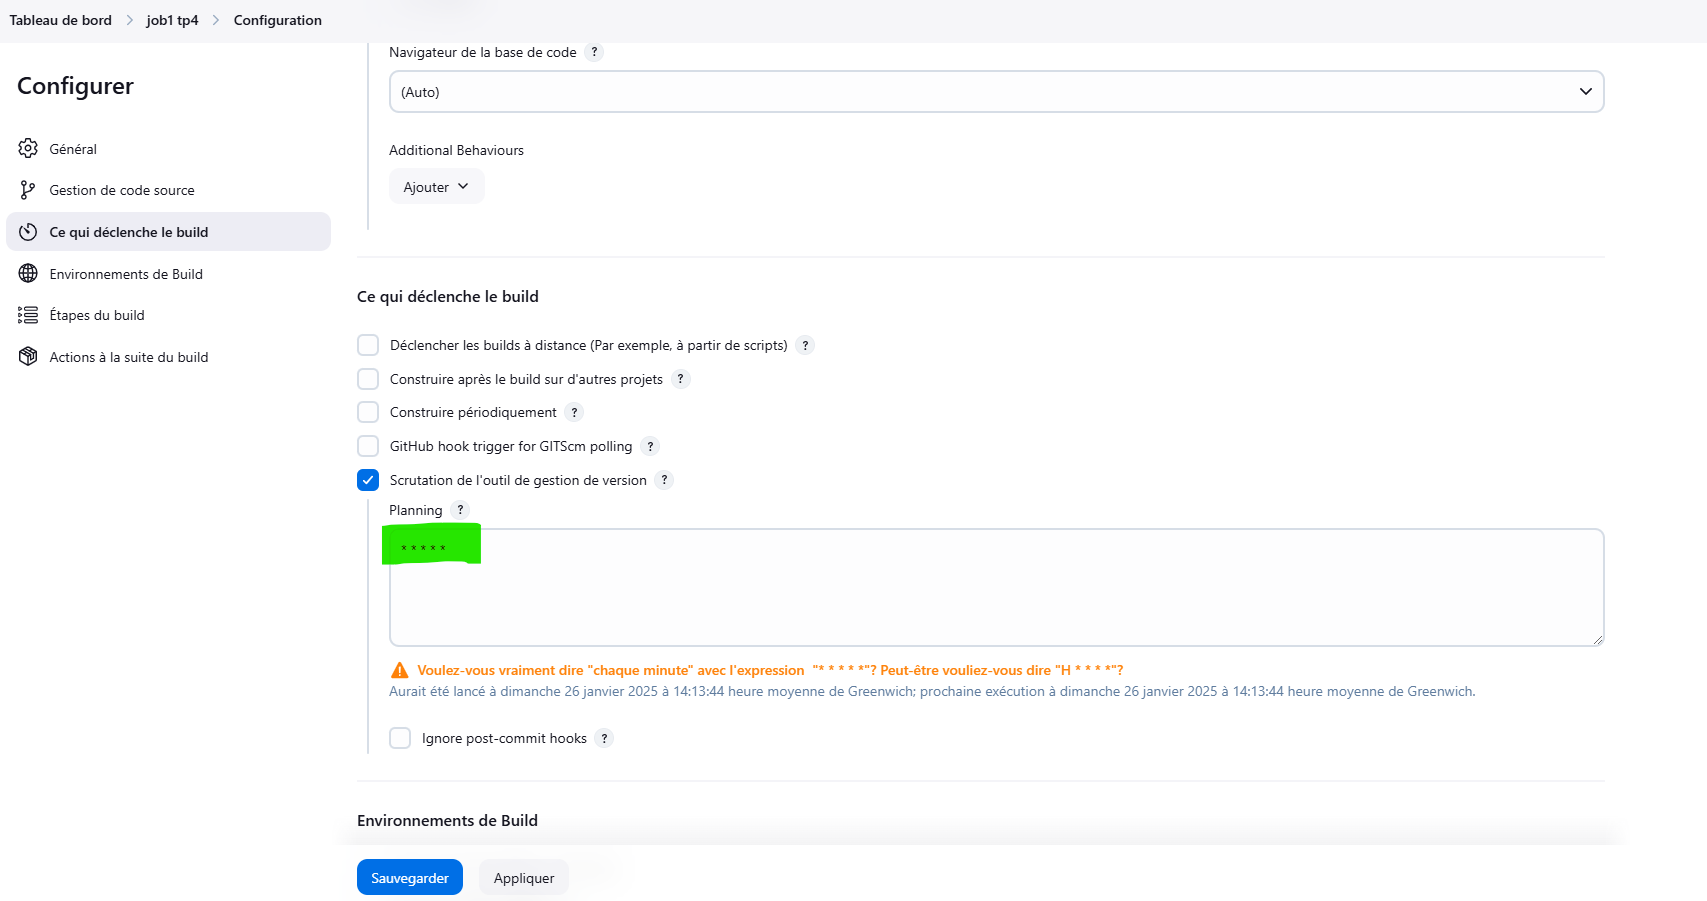 Tableau de bord > job1 tp4 > Configuration
Configurer
Général
Gestion de code source
Ce qui déclenche le build
Environnements de Build
Étapes du build
Actions à la suite du build
Navigateur de la base de code ?
(Auto)
Additional Behaviours
Ajouter
Ce qui déclenche le build
Déclencher les builds à distance (Par exemple, à partir de scripts) ?
Construire après le build sur d'autres projets ?
Construire périodiquement ?
GitHub hook trigger for GITScm polling ?
Scrutation de l'outil de gestion de version ?
Planning ?
* * * * *
Voulez-vous vraiment dire "chaque minute" avec l'expression "* * * * *"? Peut-être vouliez-vous dire "H * * * *"?
Aurait été lancé à dimanche 26 janvier 2025 à 14:13:44 heure moyenne de Greenwich; prochaine exécution à dimanche 26 janvier 2025 à 14:13:44 heure moyenne de Greenwich.
Ignore post-commit hooks ?
Environnements de Build
Sauvegarder
Appliquer